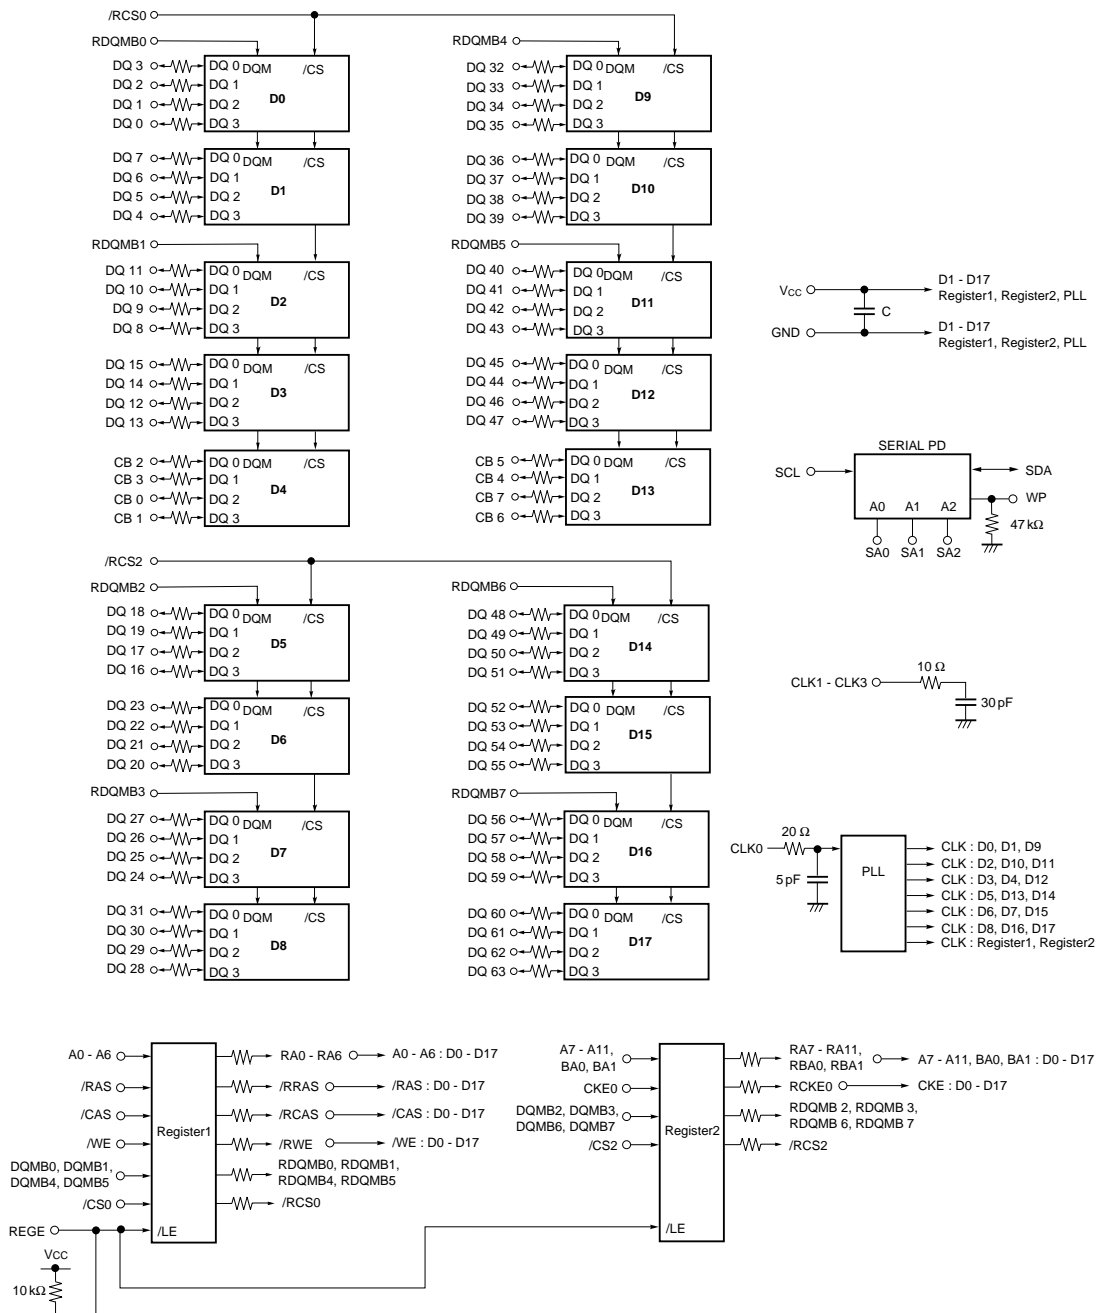 /RCS0
RDQMB0
DQ 3 DQ 0 DQM /CS
DQ 2 DQ 1
DQ 1 DQ 2 D0
DQ 0 DQ 3
DQ 7 DQ 0 DQM /CS
DQ 6 DQ 1
DQ 5 DQ 2 D1
DQ 4 DQ 3
RDQMB1
DQ 11 DQ 0 DQM /CS
DQ 10 DQ 1
DQ 9 DQ 2 D2
DQ 8 DQ 3
DQ 15 DQ 0 DQM /CS
DQ 14 DQ 1
DQ 12 DQ 2 D3
DQ 13 DQ 3
CB 2 DQ 0 DQM /CS
CB 3 DQ 1
CB 0 DQ 2 D4
CB 1 DQ 3
RDQMB4
DQ 32 DQ 0 DQM /CS
DQ 33 DQ 1
DQ 34 DQ 2 D9
DQ 35 DQ 3
DQ 36 DQ 0 DQM /CS
DQ 37 DQ 1
DQ 38 DQ 2 D10
DQ 39 DQ 3
RDQMB5
DQ 40 DQ 0 DQM /CS
DQ 41 DQ 1
DQ 42 DQ 2 D11
DQ 43 DQ 3
DQ 45 DQ 0 DQM /CS
DQ 44 DQ 1
DQ 46 DQ 2 D12
DQ 47 DQ 3
CB 5 DQ 0 DQM /CS
CB 4 DQ 1
CB 7 DQ 2 D13
CB 6 DQ 3
/RCS2
RDQMB2
DQ 18 DQ 0 DQM /CS
DQ 19 DQ 1
DQ 17 DQ 2 D5
DQ 16 DQ 3
DQ 23 DQ 0 DQM /CS
DQ 22 DQ 1
DQ 21 DQ 2 D6
DQ 20 DQ 3
RDQMB3
DQ 27 DQ 0 DQM /CS
DQ 26 DQ 1
DQ 25 DQ 2 D7
DQ 24 DQ 3
DQ 31 DQ 0 DQM /CS
DQ 30 DQ 1
DQ 29 DQ 2 D8
DQ 28 DQ 3
RDQMB6
DQ 48 DQ 0 DQM /CS
DQ 49 DQ 1
DQ 50 DQ 2 D14
DQ 51 DQ 3
DQ 52 DQ 0 DQM /CS
DQ 53 DQ 1
DQ 54 DQ 2 D15
DQ 55 DQ 3
RDQMB7
DQ 56 DQ 0 DQM /CS
DQ 57 DQ 1
DQ 58 DQ 2 D16
DQ 59 DQ 3
DQ 60 DQ 0 DQM /CS
DQ 61 DQ 1
DQ 62 DQ 2 D17
DQ 63 DQ 3
VCC
D1 - D17
Register1, Register2, PLL
C
GND
D1 - D17
Register1, Register2, PLL
SERIAL PD
SCL SDA
WP
A0 A1 A2
47 kΩ
SA0 SA1 SA2
10 Ω
CLK1 - CLK3
30 pF
20 Ω
CLK0
5 pF
PLL
CLK : D0, D1, D9
CLK : D2, D10, D11
CLK : D3, D4, D12
CLK : D5, D13, D14
CLK : D6, D7, D15
CLK : D8, D16, D17
CLK : Register1, Register2
A0 - A6 RA0 - RA6 A0 - A6 : D0 - D17
/RAS /RRAS /RAS : D0 - D17
/CAS /RCAS /CAS : D0 - D17
Register1
/WE /RWE /WE : D0 - D17
DQMB0, DQMB1, RDQMB0, RDQMB1,
DQMB4, DQMB5 RDQMB4, RDQMB5
/CS0 /RCS0
REGE /LE
VCC
10 kΩ
A7 - A11, RA7 - RA11,
BA0, BA1 RBA0, RBA1 A7 - A11, BA0, BA1 : D0 - D17
CKE0 RCKE0 CKE : D0 - D17
DQMB2, DQMB3, RDQMB 2, RDQMB 3,
DQMB6, DQMB7 RDQMB 6, RDQMB 7
Register2
/CS2 /RCS2
/LE